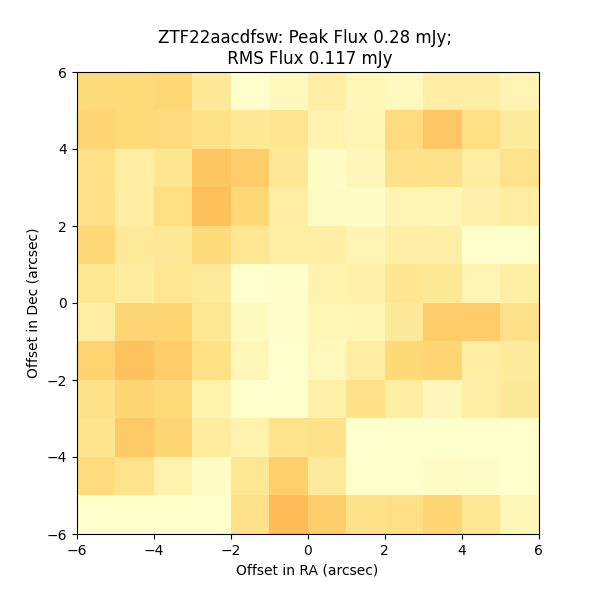 ZTF22aacdfsw: Peak Flux 0.28 mJy;
RMS Flux 0.117 mJy
6
4
2
0
−2
−4
−6
Offset in Dec (arcsec)
−6 −4 −2 0 2 4 6
Offset in RA (arcsec)